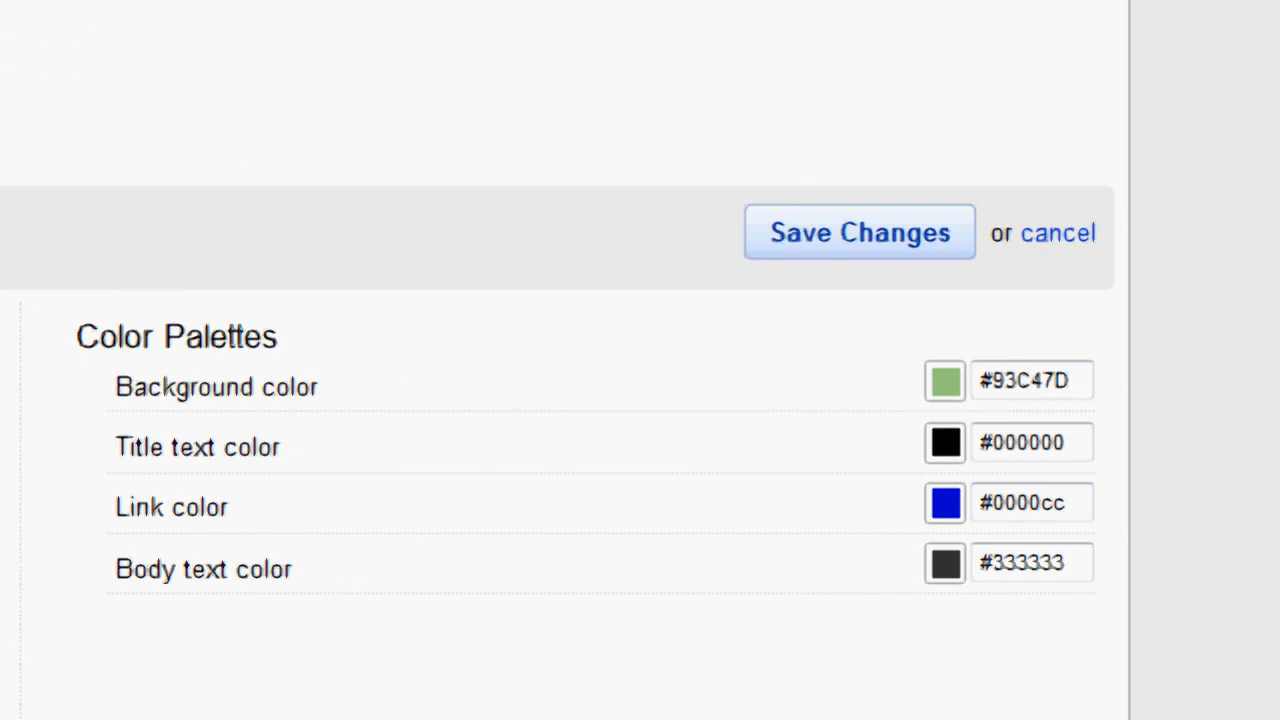 Save Changes or cancel
Color Palettes
Background color #93C47D
Title text color #000000
Link color #0000cc
Body text color #333333